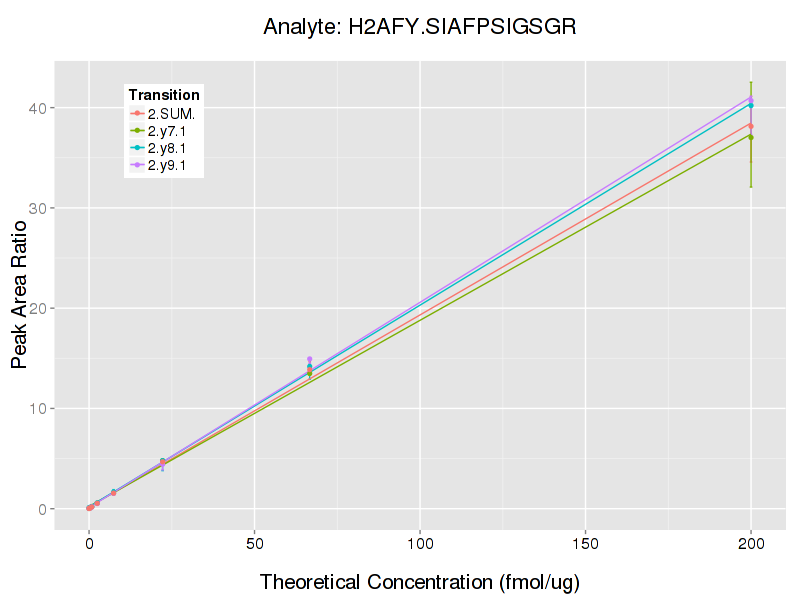 Analyte: H2AFY.SIAFPSIGSGR
Transition
2.SUM.
2.y7.1
2.y8.1
2.y9.1
Peak Area Ratio
40
30
20
10
0
0 50 100 150 200
Theoretical Concentration (fmol/ug)